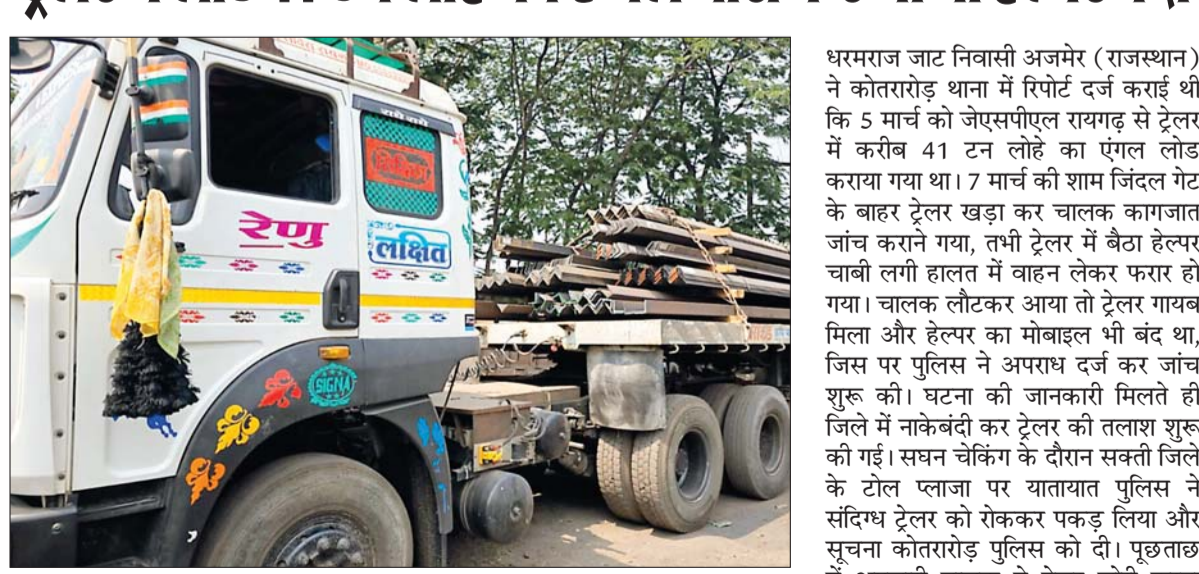 रेणु
लक्षित
SIGNA
धरमराज जाट निवासी अजमेर (राजस्थान)
ने कोतरारोड़ थाना में रिपोर्ट दर्ज कराई थी
कि 5 मार्च को जेएसपीएल रायगढ़ से ट्रेलर
में करीब 41 टन लोहे का एंगल लोड
कराया गया था। 7 मार्च की शाम जिंदल गेट
के बाहर ट्रेलर खड़ा कर चालक कागजात
जांच कराने गया, तभी ट्रेलर में बैठा हेल्पर
चाबी लगी हालत में वाहन लेकर फरार हो
गया। चालक लौटकर आया तो ट्रेलर गायब
मिला और हेल्पर का मोबाइल भी बंद था,
जिस पर पुलिस ने अपराध दर्ज कर जांच
शुरू की। घटना की जानकारी मिलते ही
जिले में नाकेबंदी कर ट्रेलर की तलाश शुरू
की गई। सघन चेकिंग के दौरान सक्ती जिले
के टोल प्लाजा पर यातायात पुलिस ने
संदिग्ध ट्रेलर को रोककर पकड़ लिया और
सूचना कोतरारोड़ पुलिस को दी। पूछताछ